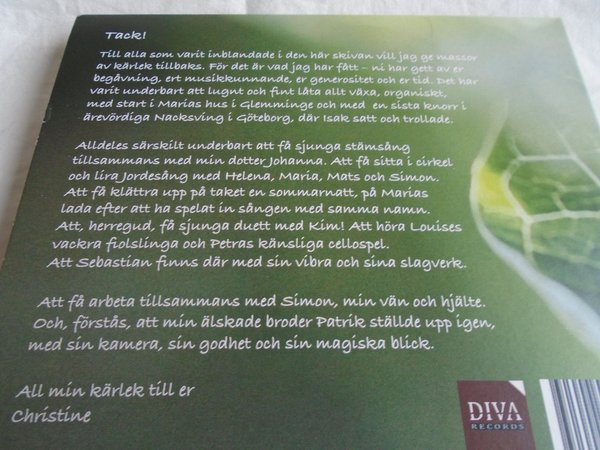 Tack!
Till alla som varit inblandade i den här skivan vill jag ge massor
av kärlek tillbaks. För det är vad jag har fått - ni har gett av er
begåvning, ert musikkunnande, er generositet och er tid. Det har
varit underbart att lugnt och fint låta allt växa, organiskt,
med start i Marias hus i Glemminge och med en sista knorr i
ärevördiga Nacksving i Göteborg, där Isak satt och trollade.
Alldeles särskilt underbart att få sjunga stämsång
tillsammans med min dotter Johanna. Att få sitta i cirkel
och lira Jordesång med Helena, Maria, Mats och Simon.
Att få klättra upp på taket en sommarnatt, på Marias
lada efter att ha spelat in sången med samma namn.
Att, herregud, få sjunga duett med Kim! Att höra Louises
vackra fiolslinga och Petras känsliga cellospel.
Att Sebastian finns där med sin vibra och sina slagverk.
Att få arbeta tillsammans med Simon, min vän och hjälte.
Och, förstås, att min älskade broder Patrik ställde upp igen,
med sin kamera, sin godhet och sin magiska blick.
All min kärlek till er
Christine
DIVA
RECORDS